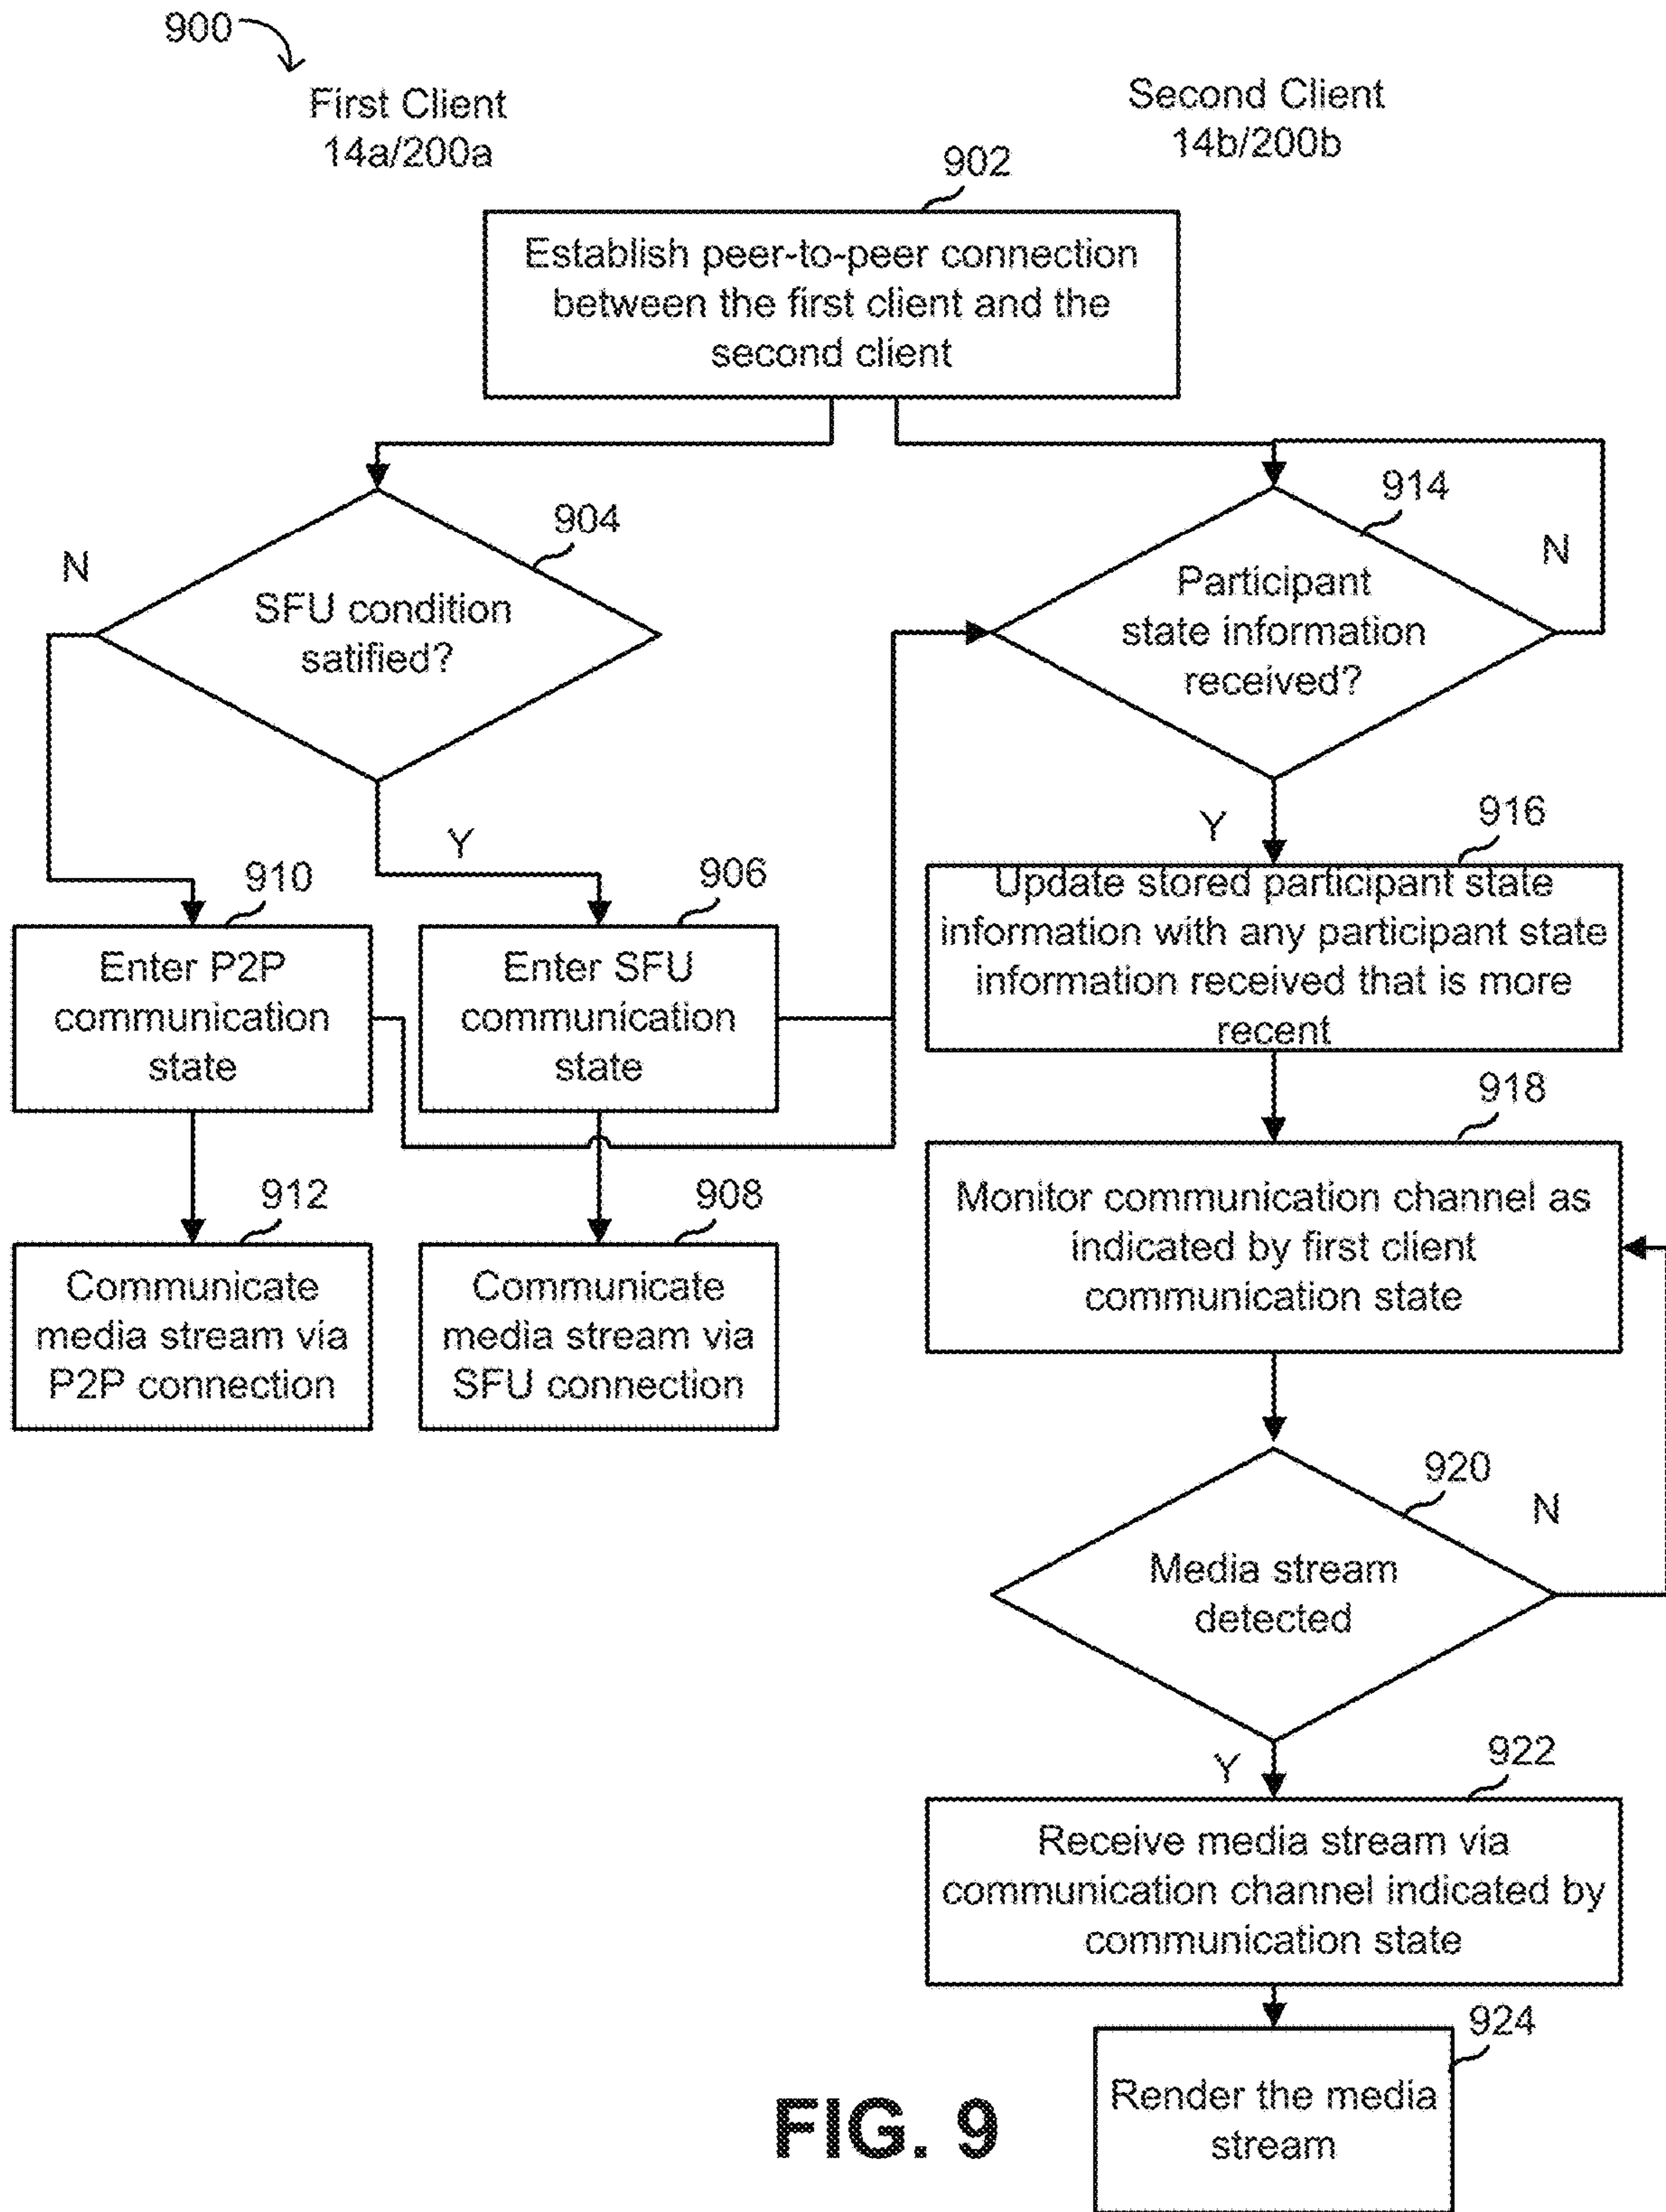 900
First Client
14a/200a
Second Client
14b/200b
902
Establish peer-to-peer connection
between the first client and the
second client
904
N
SFU condition
satified?
Y
914
N
Participant
state information
received?
Y
910
Enter P2P
communication
state
906
Enter SFU
communication
state
916
Update stored participant state
information with any participant state
information received that is more
recent
912
Communicate
media stream via
P2P connection
908
Communicate
media stream via
SFU connection
918
Monitor communication channel as
indicated by first client
communication state
920
N
Media stream
detected
Y
922
Receive media stream via
communication channel indicated by
communication state
924
Render the media
stream
FIG. 9